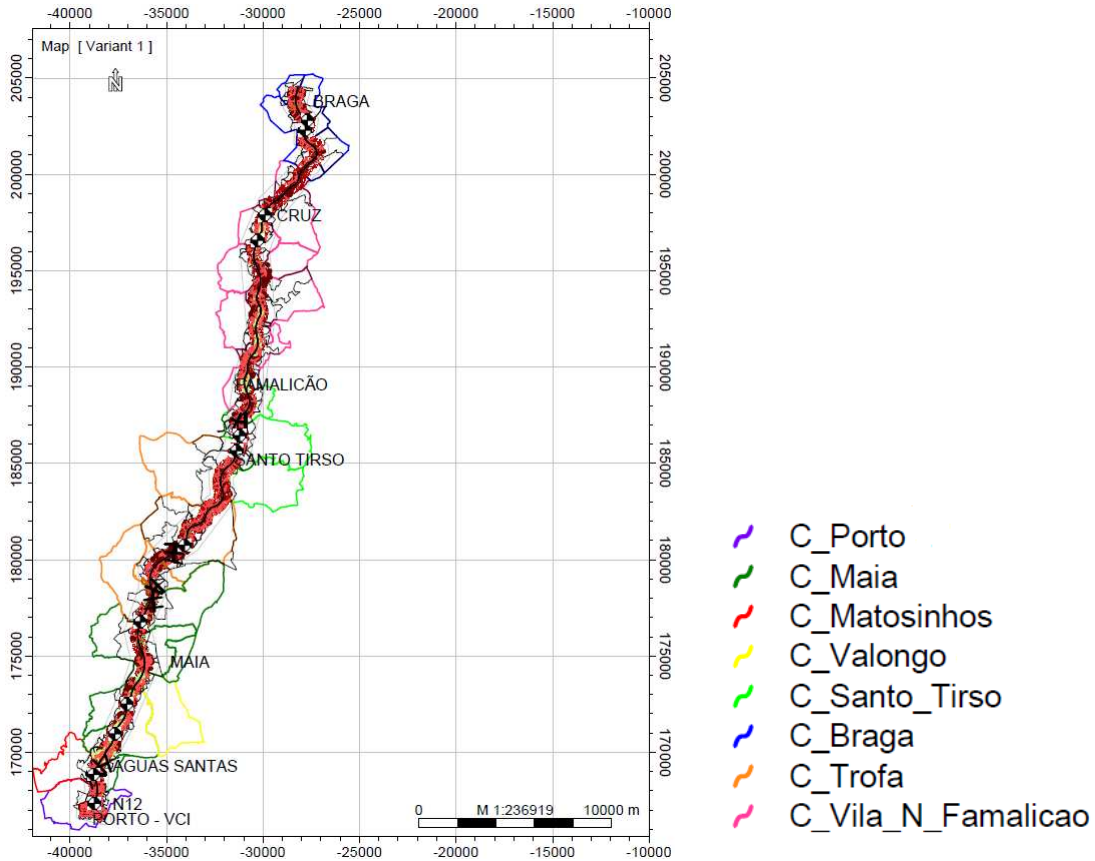 -40000 -35000 -30000 -25000 -20000 -15000 -10000
Map [ Variant 1 ]
N
205000 205000
BRAGA
200000 200000
CRUZ
195000 195000
190000 190000
FAMALICÃO
185000 185000
SANTO TIRSO
180000 180000
175000 175000
MAIA
170000 170000
ÁGUAS SANTAS
N12
PORTO - VCI
0 M 1:236919 10000 m
-40000 -35000 -30000 -25000 -20000 -15000 -10000
C_Porto
C_Maia
C_Matosinhos
C_Valongo
C_Santo_Tirso
C_Braga
C_Trofa
C_Vila_N_Famalicao